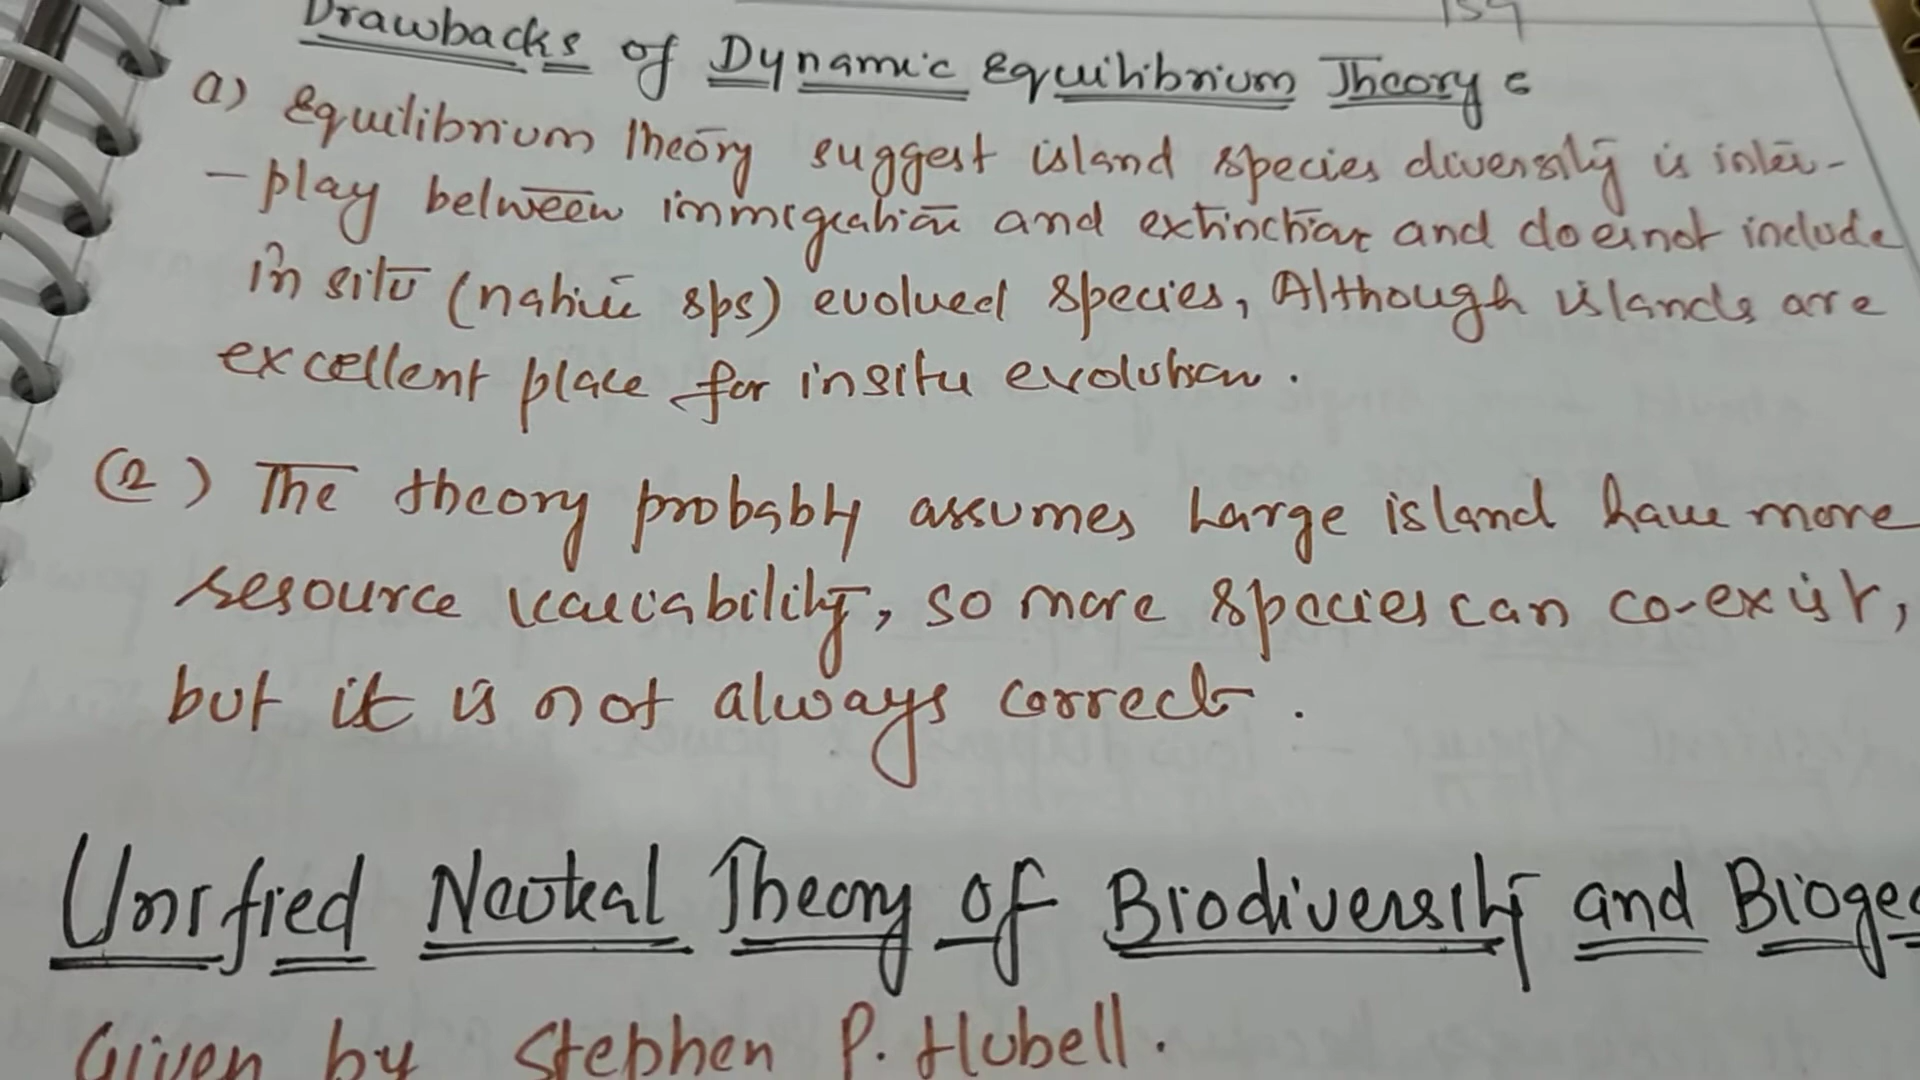 Drawbacks of Dynamic Equilibrium Theory :
a) Equilibrium theory suggest island species diversity is inter-
- play between immigration and extinction and doesnot include
in situ (native sps) evolved species, Although islands are
excellent place for insitu evolution.
(2) The theory probably assumes Large island have more
resource variability, so more species can co-exist,
but it is not always correct.
Unified Neutral Theory of Biodiversity and Bioge
Given by Stephen P. Hubell.